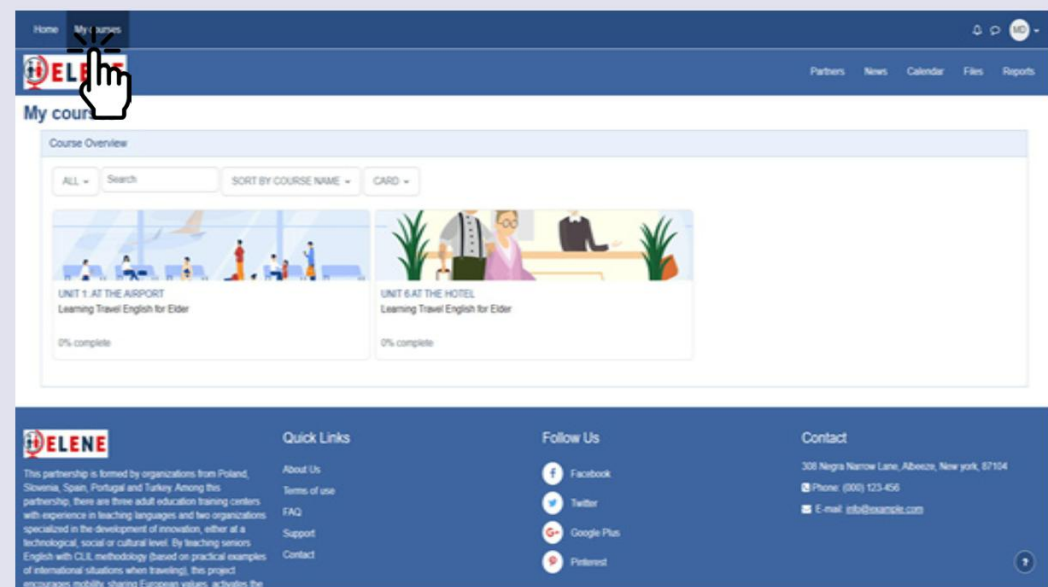 Home My courses
MD
ELENE
Partners News Calendar Files Reports
My courses
Course Overview
ALL Search SORT BY COURSE NAME CARD
UNIT 1: AT THE AIRPORT
Learning Travel English for Elder
0% complete
UNIT 6 AT THE HOTEL
Learning Travel English for Elder
0% complete
ELENE
This partnership is formed by organizations from Poland,
Slovenia, Spain, Portugal and Turkey. Among this
partnership, there are three adult education training centers
with experience in teaching languages and two organizations
specialized in the development of innovation, either at a
technological, social or cultural level. By teaching seniors
English with CLIL methodology (based on practical examples
of international situations when traveling), this project
encourages mobility, sharing European values, activates the
Quick Links
About Us
Terms of use
FAQ
Support
Contact
Follow Us
Facebook
Twitter
G+ Google Plus
Pinterest
Contact
308 Negra Narrow Lane, Albeeze, New york, 87104
Phone: (000) 123-456
E-mail: info@example.com
?